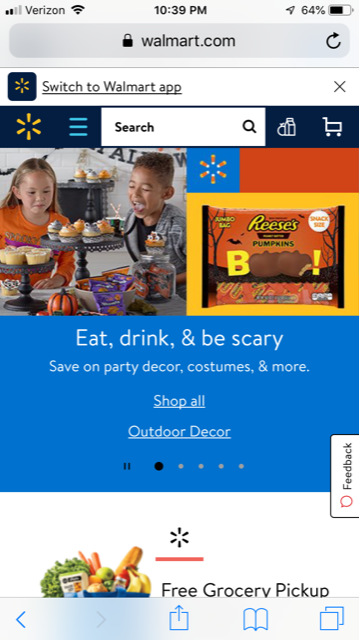 Verizon 10:39 PM 64%
walmart.com
Switch to Walmart app
Search
JUMBO BAG
Reese's
SNACK SIZE
PUMPKINS
B !
Eat, drink, & be scary
Save on party decor, costumes, & more.
Shop all
Outdoor Decor
Feedback
Free Grocery Pickup